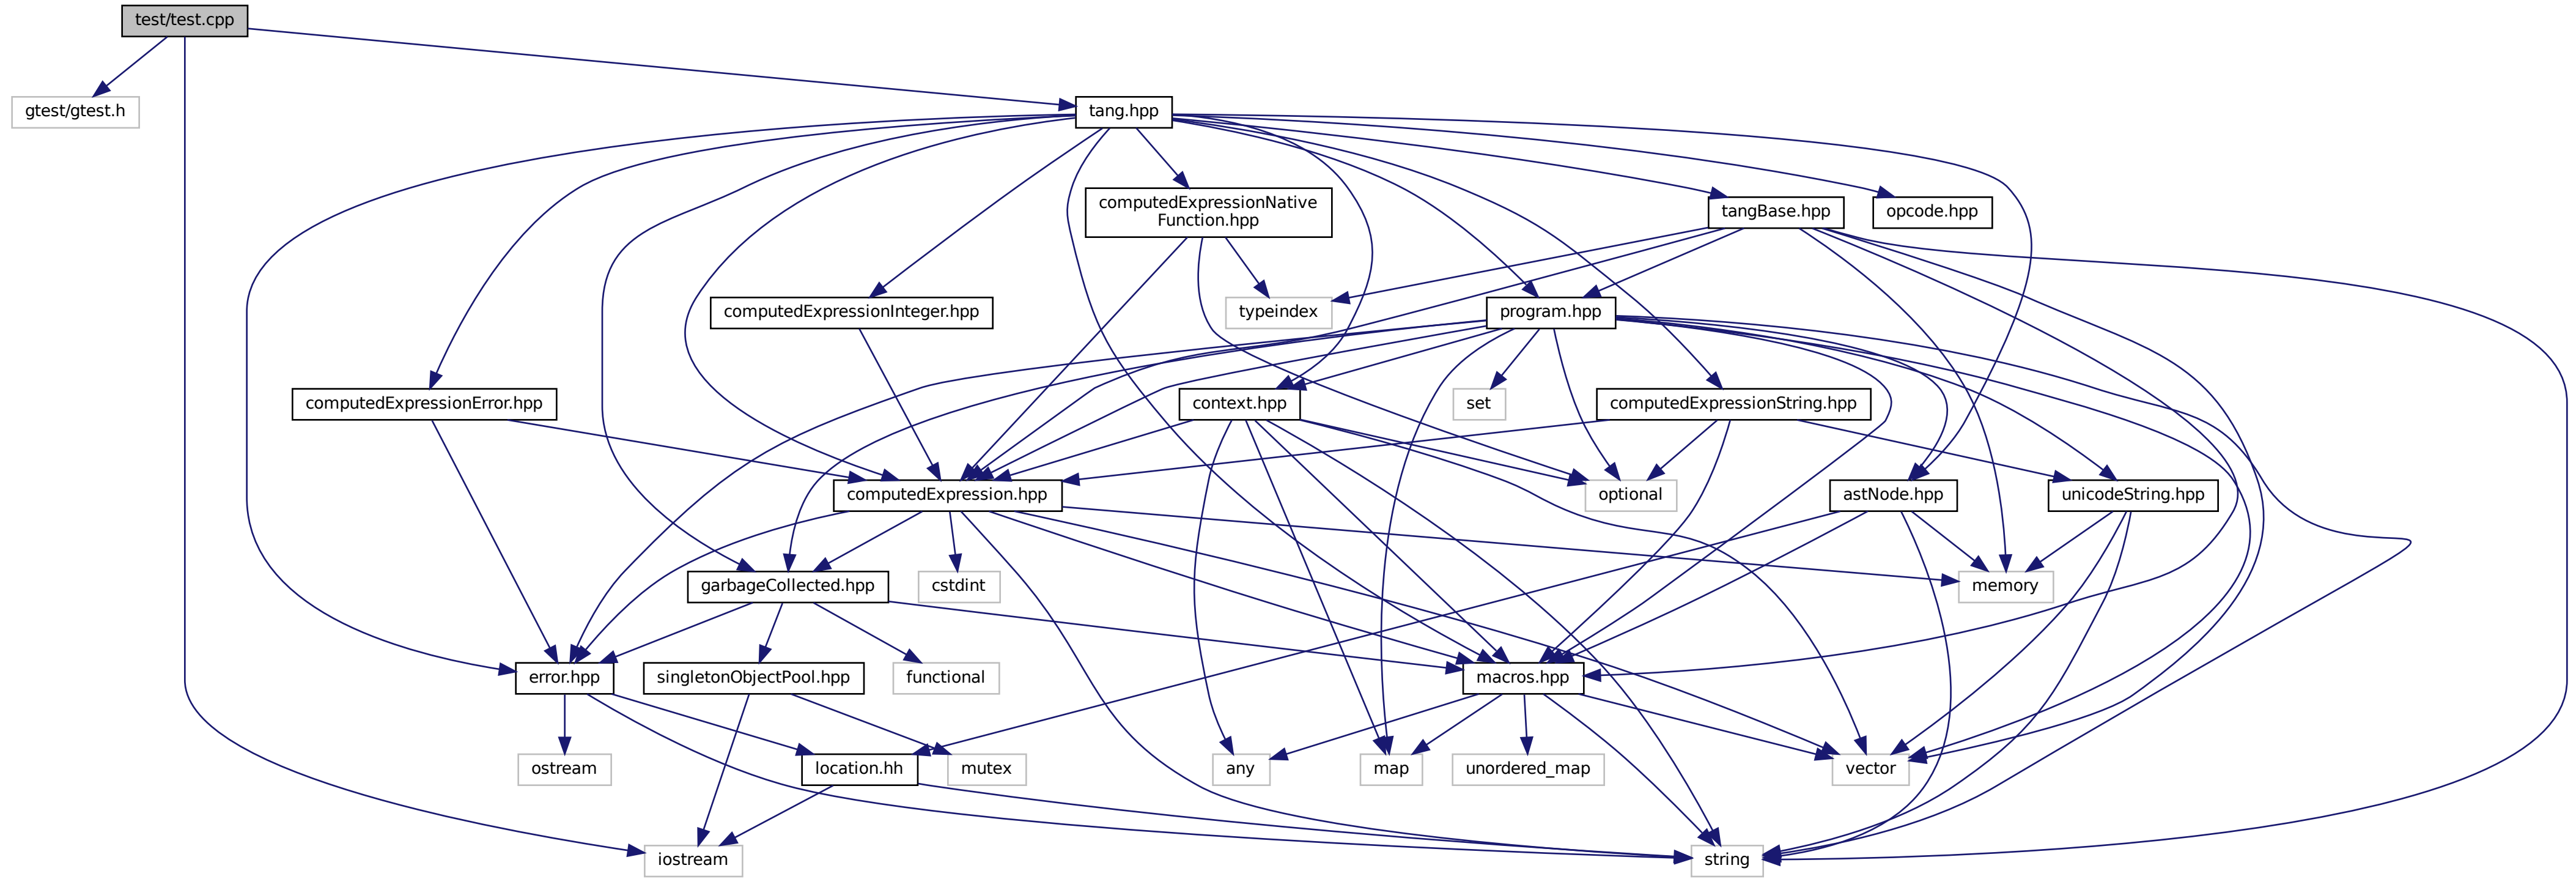 test/test.cpp
gtest/gtest.h
tang.hpp
computedExpressionNative
Function.hpp
tangBase.hpp
opcode.hpp
computedExpressionInteger.hpp
typeindex
program.hpp
computedExpressionError.hpp
context.hpp
set
computedExpressionString.hpp
computedExpression.hpp
optional
astNode.hpp
unicodeString.hpp
garbageCollected.hpp
cstdint
memory
error.hpp
singletonObjectPool.hpp
functional
macros.hpp
ostream
location.hh
mutex
any
map
unordered_map
vector
iostream
string